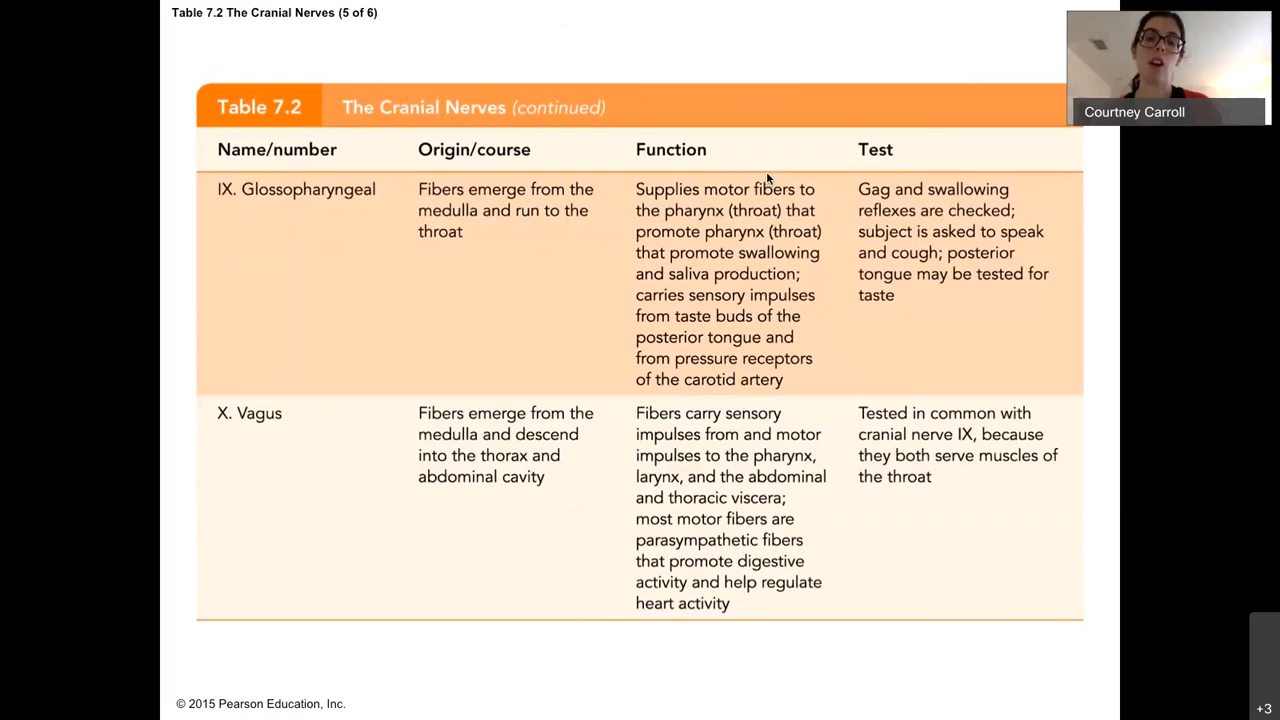 Table 7.2 The Cranial Nerves (5 of 6)
Courtney Carroll
Table 7.2 The Cranial Nerves (continued)
Name/number Origin/course Function Test
IX. Glossopharyngeal
Fibers emerge from the
medulla and run to the
throat
Supplies motor fibers to
the pharynx (throat) that
promote pharynx (throat)
that promote swallowing
and saliva production;
carries sensory impulses
from taste buds of the
posterior tongue and
from pressure receptors
of the carotid artery
Gag and swallowing
reflexes are checked;
subject is asked to speak
and cough; posterior
tongue may be tested for
taste
X. Vagus
Fibers emerge from the
medulla and descend
into the thorax and
abdominal cavity
Fibers carry sensory
impulses from and motor
impulses to the pharynx,
larynx, and the abdominal
and thoracic viscera;
most motor fibers are
parasympathetic fibers
that promote digestive
activity and help regulate
heart activity
Tested in common with
cranial nerve IX, because
they both serve muscles of
the throat
© 2015 Pearson Education, Inc.
+3